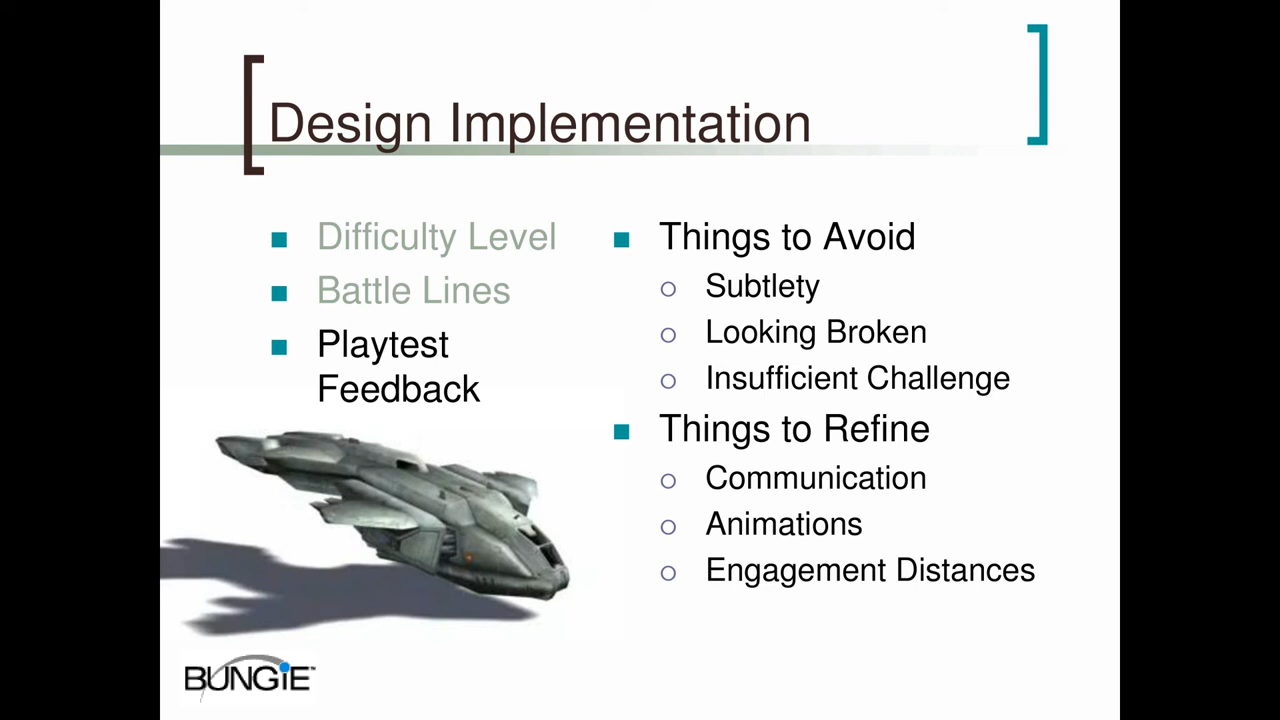 Design Implementation
Difficulty Level
Battle Lines
Playtest
Feedback
Things to Avoid
Subtlety
Looking Broken
Insufficient Challenge
Things to Refine
Communication
Animations
Engagement Distances
BUNGiE™